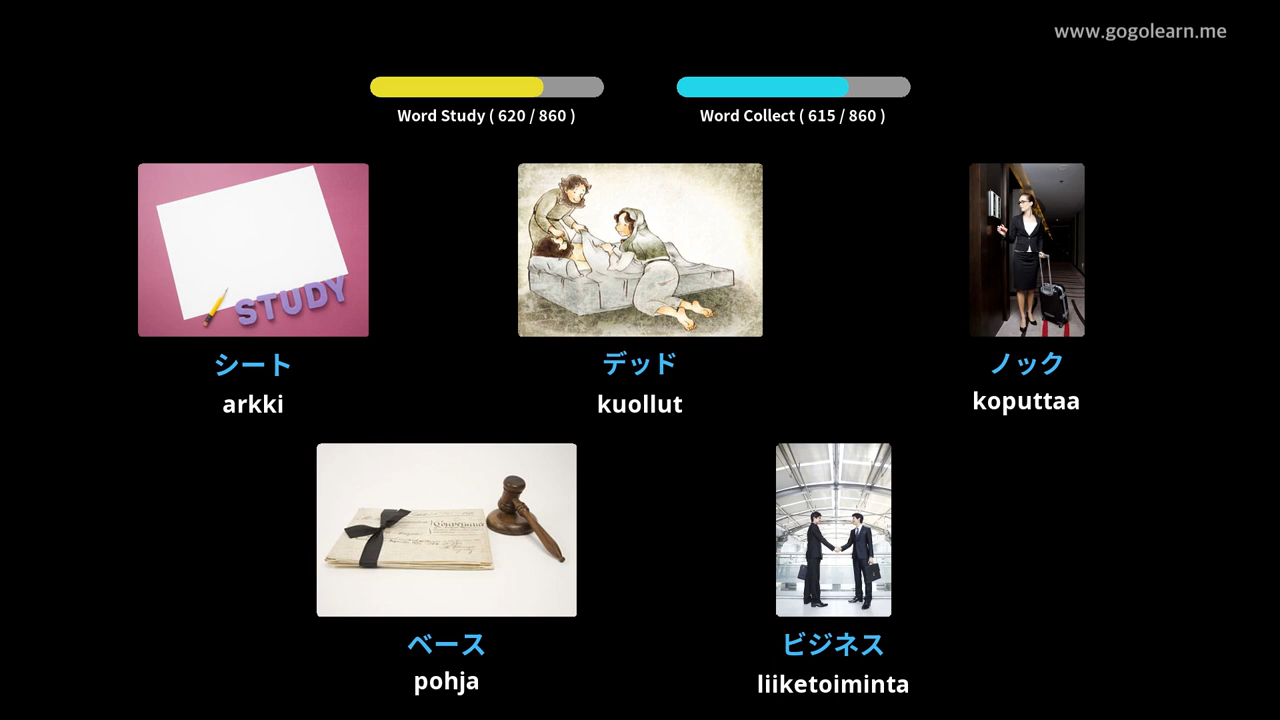 www.gogolearn.me
Word Study ( 620 / 860 )
Word Collect ( 615 / 860 )
STUDY
シート
デッド
ノック
arkki
kuollut
koputtaa
ベース
ビジネス
pohja
liiketoiminta